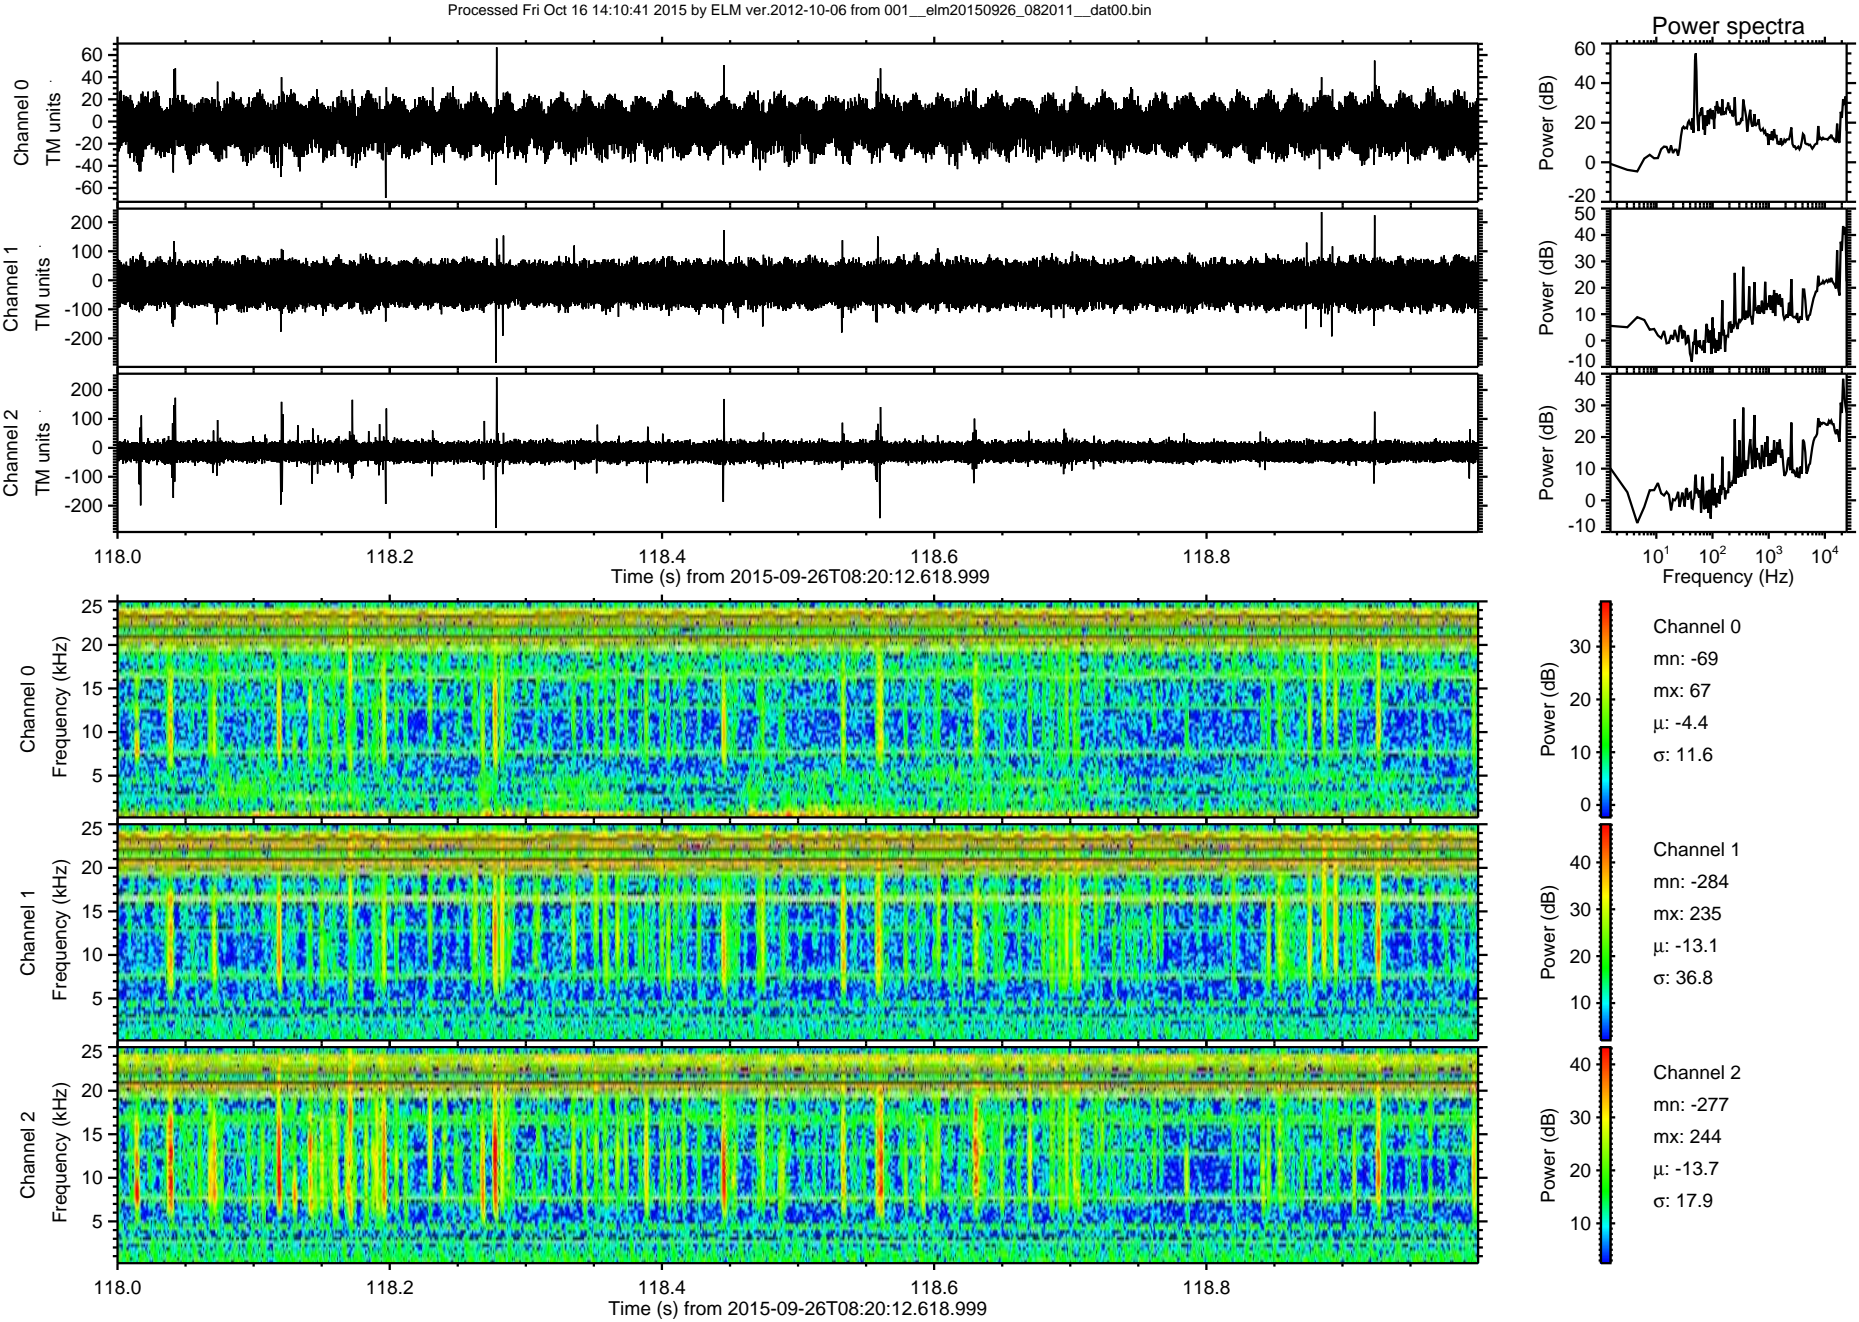 Processed Fri Oct 16 14:10:41 2015 by ELM ver.2012-10-06 from 001__elm20150926_082011__dat00.bin
Power spectra
Channel 0
TM units
60
40
20
0
-20
-40
-60
Power (dB)
60
40
20
0
-20
Channel 1
TM units
200
100
0
-100
-200
Power (dB)
50
40
30
20
10
0
-10
Channel 2
TM units
200
100
0
-100
-200
Power (dB)
40
30
20
10
0
-10
118.0 118.2 118.4 118.6 118.8
Time (s) from 2015-09-26T08:20:12.618.999
10^1 10^2 10^3 10^4
Frequency (Hz)
Channel 0
Frequency (kHz)
25
20
15
10
5
Power (dB)
30
20
10
0
Channel 0
mn: -69
mx: 67
μ: -4.4
σ: 11.6
Channel 1
Frequency (kHz)
25
20
15
10
5
Power (dB)
40
30
20
10
Channel 1
mn: -284
mx: 235
μ: -13.1
σ: 36.8
Channel 2
Frequency (kHz)
25
20
15
10
5
Power (dB)
40
30
20
10
Channel 2
mn: -277
mx: 244
μ: -13.7
σ: 17.9
118.0 118.2 118.4 118.6 118.8
Time (s) from 2015-09-26T08:20:12.618.999